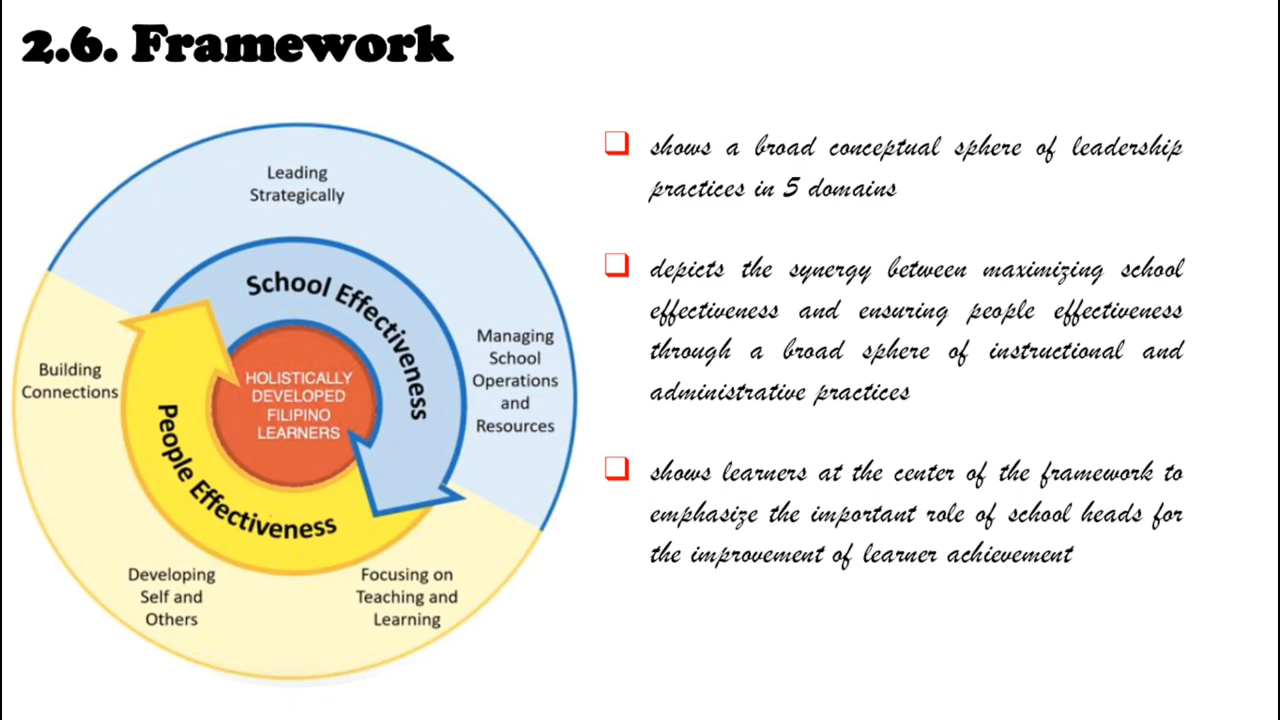 2.6. Framework
Leading
Strategically
School Effectiveness
Managing
School
Operations
and
Resources
Building
Connections
HOLISTICALLY
DEVELOPED
FILIPINO
LEARNERS
People Effectiveness
Developing
Self and
Others
Focusing on
Teaching and
Learning
shows a broad conceptual sphere of leadership
practices in 5 domains
depicts the synergy between maximizing school
effectiveness and ensuring people effectiveness
through a broad sphere of instructional and
administrative practices
shows learners at the center of the framework to
emphasize the important role of school heads for
the improvement of learner achievement